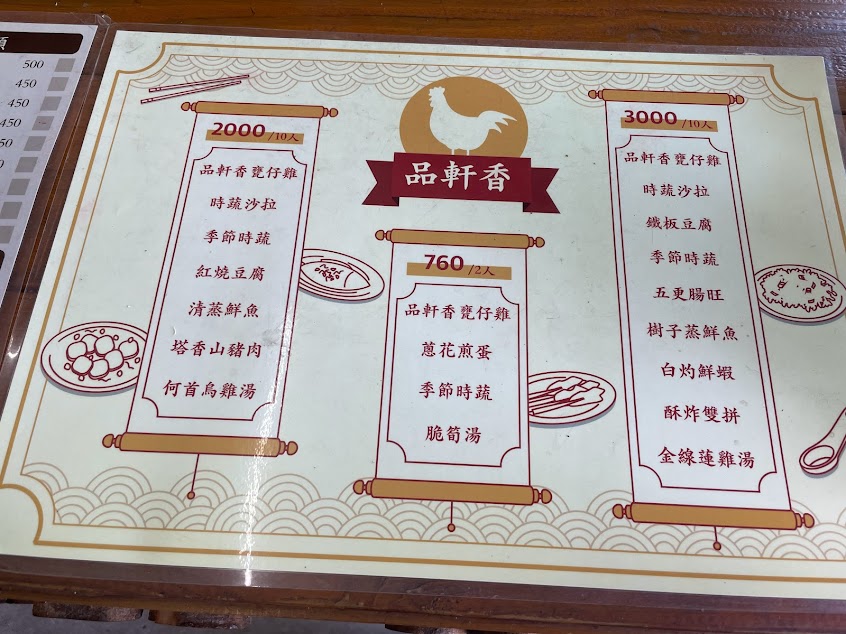 500
450
450
450
品軒香
2000/10人
品軒香甕仔雞
時蔬沙拉
季節時蔬
紅燒豆腐
清蒸鮮魚
塔香山豬肉
何首烏雞湯
760/2人
品軒香甕仔雞
蔥花煎蛋
季節時蔬
脆筍湯
3000/10人
品軒香甕仔雞
時蔬沙拉
鐵板豆腐
季節時蔬
五更腸旺
樹子蒸鮮魚
白灼鮮蝦
酥炸雙拼
金線蓮雞湯